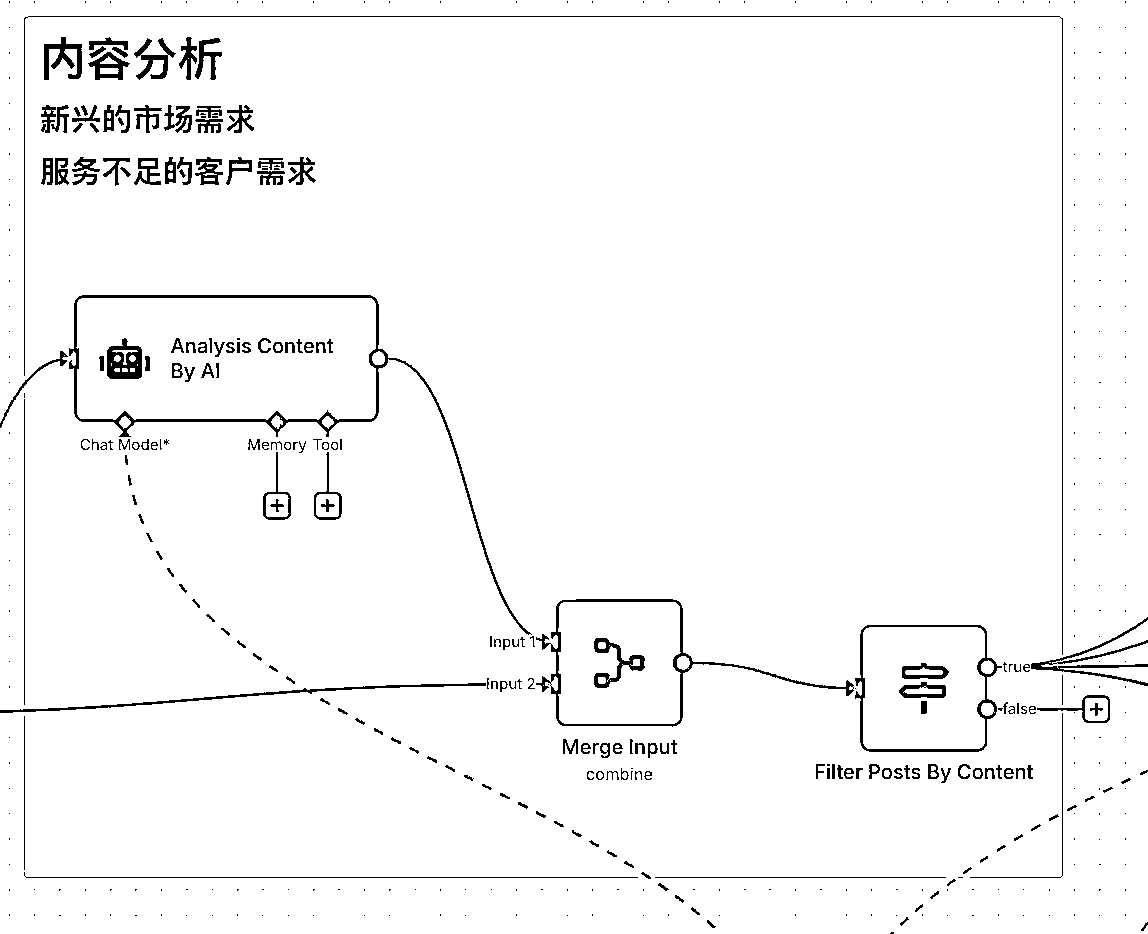 内容分析
新兴的市场需求
服务不足的客户需求
Analysis Content
By AI
Chat Model*
Memory
Tool
Input 1
Input 2
Merge Input
combine
true
false
Filter Posts By Content